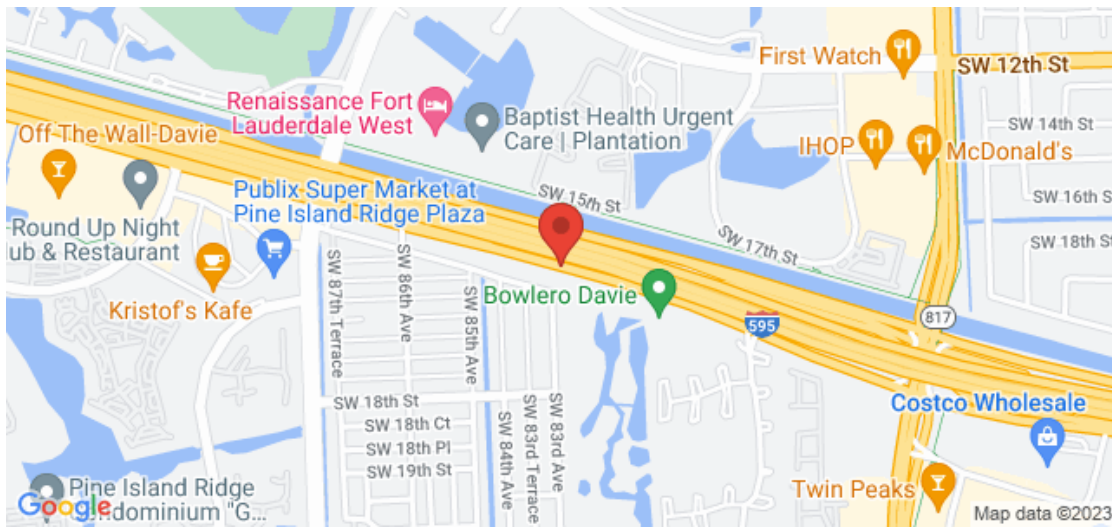 First Watch
SW 12th St
Renaissance Fort
Lauderdale West
Baptist Health Urgent
Care | Plantation
Off The Wall-Davie
SW 14th St
IHOP
McDonald's
Publix Super Market at
Pine Island Ridge Plaza
SW 15th St
SW 16th St
Round Up Night
ub & Restaurant
SW 17th St
SW 18th St
SW 86th Ave
Kristof's Kafe
SW 87th Terrace
SW 85th Ave
Bowlero Davie
595
817
SW 18th St
SW 18th Ct
SW 18th Pl
SW 19th St
SW 84th Ave
SW 83rd Terrace
SW 83rd Ave
Costco Wholesale
Pine Island Ridge
ondominium "G...
Twin Peaks
Google
Map data ©2023